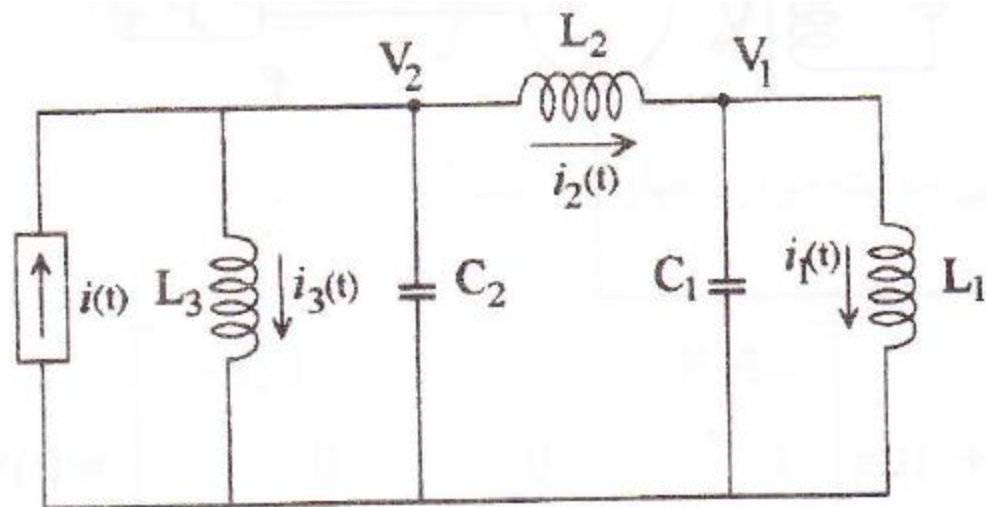 L₂
V₂ V₁
i₂(t)
i(t) L₃ i₃(t) C₂ C₁ i₁(t) L₁